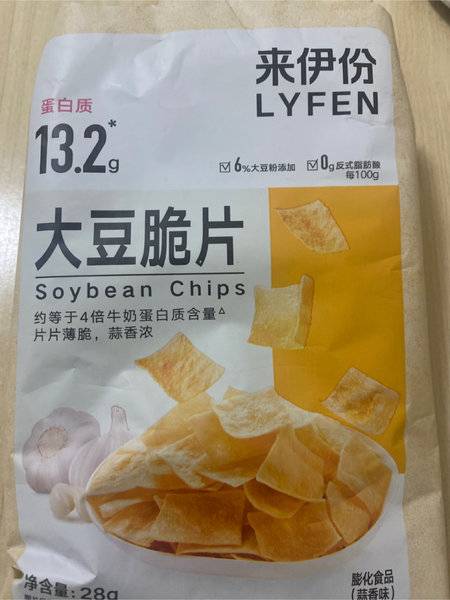 来伊份
LYFEN
蛋白质
13.2g*
6%大豆粉添加
0g反式脂肪酸
每100g
大豆脆片
Soybean Chips
约等于4倍牛奶蛋白质含量△
片片薄脆，蒜香浓
净含量：28g
膨化食品
(蒜香味)